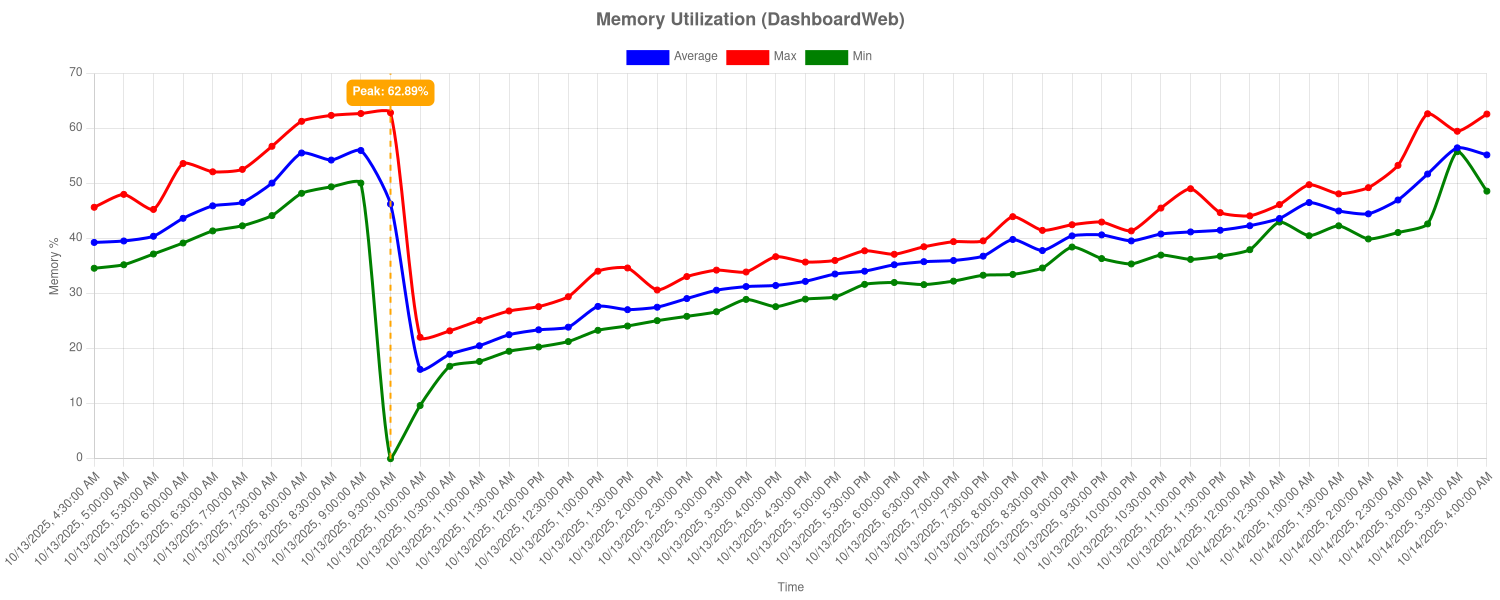 Memory Utilization (DashboardWeb)
Average Max Min
Peak: 62.89%
Memory %
70
60
50
40
30
20
10
0
10/13/2025, 4:30:00 AM
10/13/2025, 5:00:00 AM
10/13/2025, 5:30:00 AM
10/13/2025, 6:00:00 AM
10/13/2025, 6:30:00 AM
10/13/2025, 7:00:00 AM
10/13/2025, 7:30:00 AM
10/13/2025, 8:00:00 AM
10/13/2025, 8:30:00 AM
10/13/2025, 9:00:00 AM
10/13/2025, 9:30:00 AM
10/13/2025, 10:00:00 AM
10/13/2025, 10:30:00 AM
10/13/2025, 11:00:00 AM
10/13/2025, 11:30:00 AM
10/13/2025, 12:00:00 PM
10/13/2025, 12:30:00 PM
10/13/2025, 1:00:00 PM
10/13/2025, 1:30:00 PM
10/13/2025, 2:00:00 PM
10/13/2025, 2:30:00 PM
10/13/2025, 3:00:00 PM
10/13/2025, 3:30:00 PM
10/13/2025, 4:00:00 PM
10/13/2025, 4:30:00 PM
10/13/2025, 5:00:00 PM
10/13/2025, 5:30:00 PM
10/13/2025, 6:00:00 PM
10/13/2025, 6:30:00 PM
10/13/2025, 7:00:00 PM
10/13/2025, 7:30:00 PM
10/13/2025, 8:00:00 PM
10/13/2025, 8:30:00 PM
10/13/2025, 9:00:00 PM
10/13/2025, 9:30:00 PM
10/13/2025, 10:00:00 PM
10/13/2025, 10:30:00 PM
10/13/2025, 11:00:00 PM
10/13/2025, 11:30:00 PM
10/14/2025, 12:00:00 AM
10/14/2025, 12:30:00 AM
10/14/2025, 1:00:00 AM
10/14/2025, 1:30:00 AM
10/14/2025, 2:00:00 AM
10/14/2025, 2:30:00 AM
10/14/2025, 3:00:00 AM
10/14/2025, 3:30:00 AM
10/14/2025, 4:00:00 AM
Time